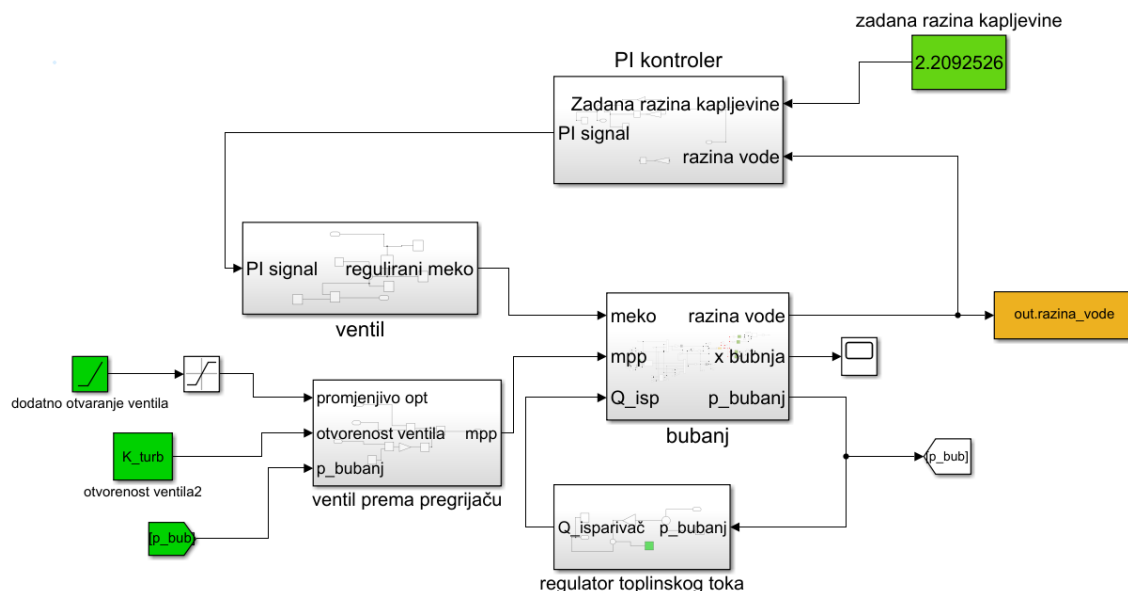 zadana razina kapljevine
2.2092526
PI kontroler
Zadana razina kapljevine
PI signal
razina vode
PI signal
regulirani meko
ventil
meko
razina vode
mpp
x bubnja
Q_isp
p_bubanj
bubanj
out.razina_vode
dodatno otvaranje ventila
promjenjivo opt
otvorenost ventila
mpp
p_bubanj
ventil prema pregrijaču
K_turb
otvorenost ventila2
[p_bub]
[p_bub]
Q_isparivač
p_bubanj
regulator toplinskog toka